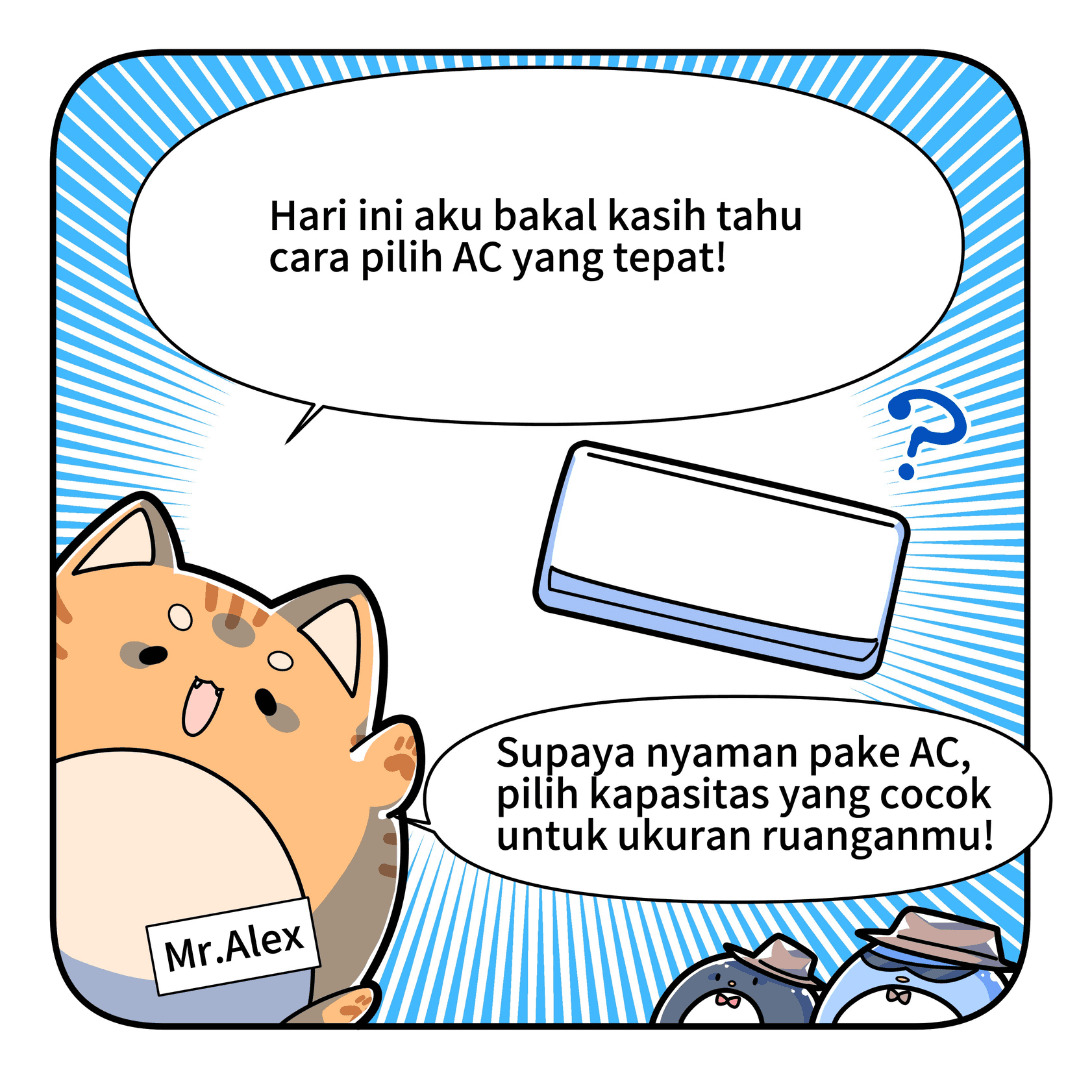 Hari ini aku bakal kasih tahu
cara pilih AC yang tepat!
?
Supaya nyaman pake AC,
pilih kapasitas yang cocok
untuk ukuran ruanganmu!
Mr.Alex